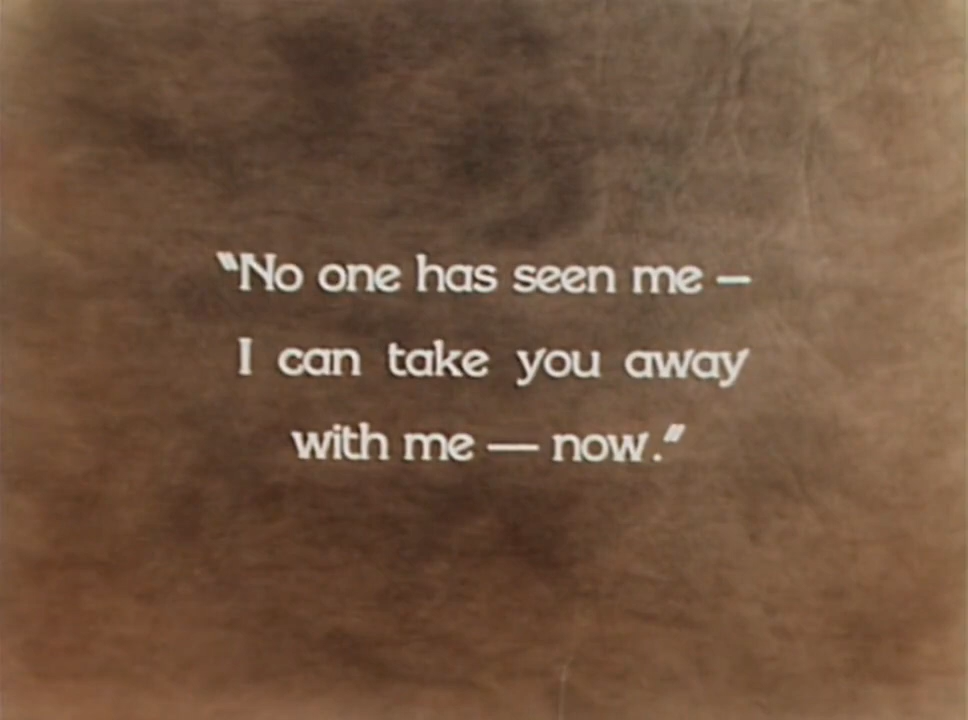 "No one has seen me —
I can take you away
with me — now."